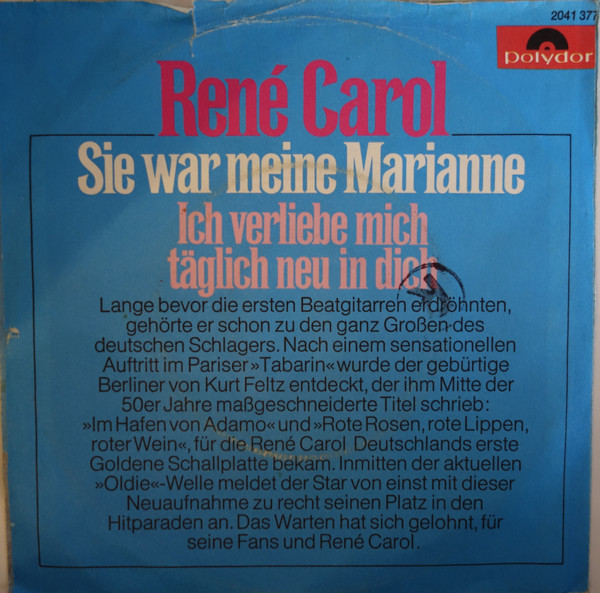 2041 377
polydor
René Carol
Sie war meine Marianne
Ich verliebe mich
täglich neu in dich
Lange bevor die ersten Beatgitarren erdröhnten,
gehörte er schon zu den ganz Großen des
deutschen Schlagers. Nach einem sensationellen
Auftritt im Pariser »Tabarin« wurde der gebürtige
Berliner von Kurt Feltz entdeckt, der ihm Mitte der
50er Jahre maßgeschneiderte Titel schrieb:
»Im Hafen von Adamo« und »Rote Rosen, rote Lippen,
roter Wein«, für die René Carol Deutschlands erste
Goldene Schallplatte bekam. Inmitten der aktuellen
»Oldie«-Welle meldet der Star von einst mit dieser
Neuaufnahme zu recht seinen Platz in den
Hitparaden an. Das Warten hat sich gelohnt, für
seine Fans und René Carol.